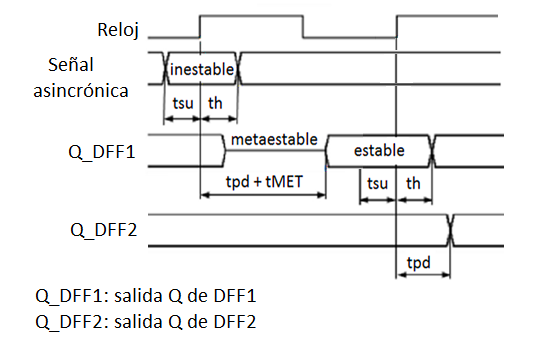 Reloj
Señal
asincrónica
inestable
tsu
th
Q_DFF1
metaestable
estable
tpd + tMET
tsu
th
Q_DFF2
tpd
Q_DFF1: salida Q de DFF1
Q_DFF2: salida Q de DFF2